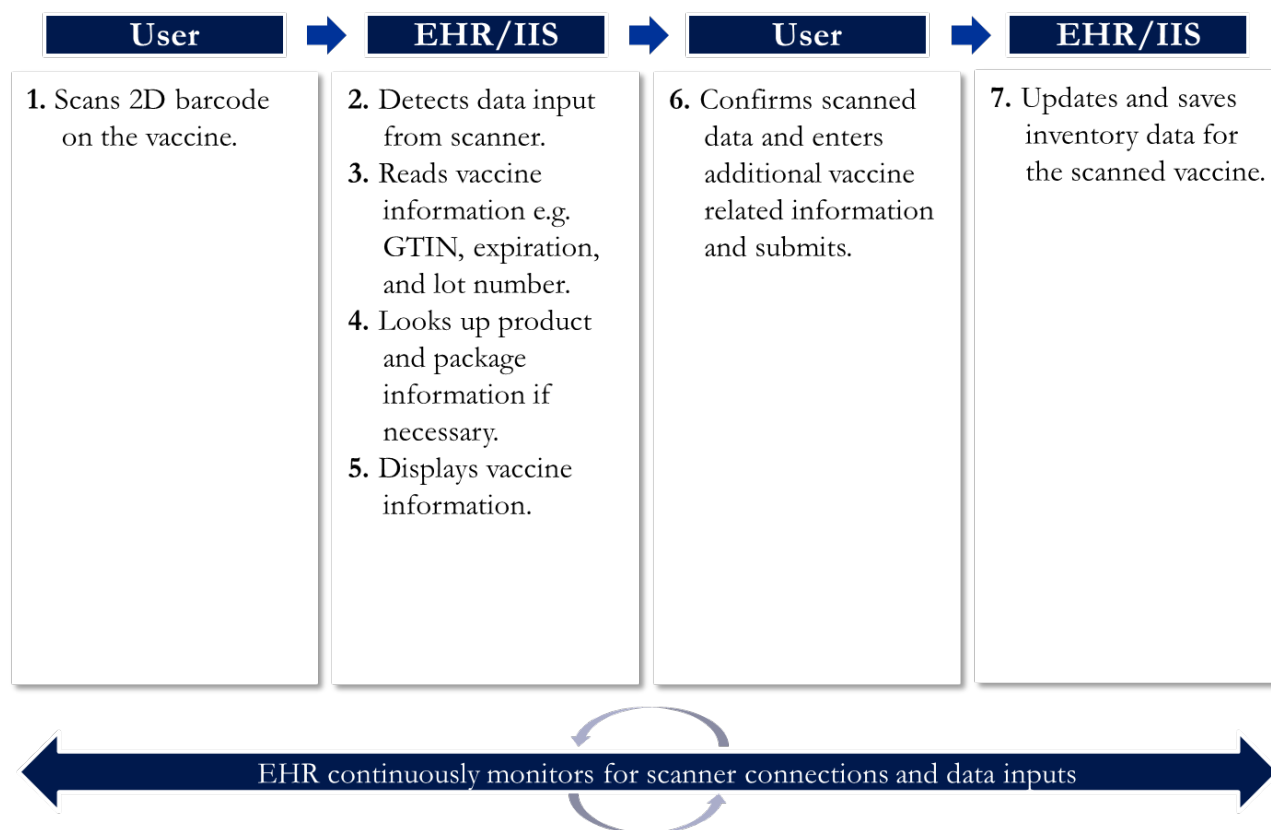 User
EHR/IIS
User
EHR/IIS
1. Scans 2D barcode
on the vaccine.
2. Detects data input
from scanner.
3. Reads vaccine
information e.g.
GTIN, expiration,
and lot number.
4. Looks up product
and package
information if
necessary.
5. Displays vaccine
information.
6. Confirms scanned
data and enters
additional vaccine
related information
and submits.
7. Updates and saves
inventory data for
the scanned vaccine.
EHR continuously monitors for scanner connections and data inputs